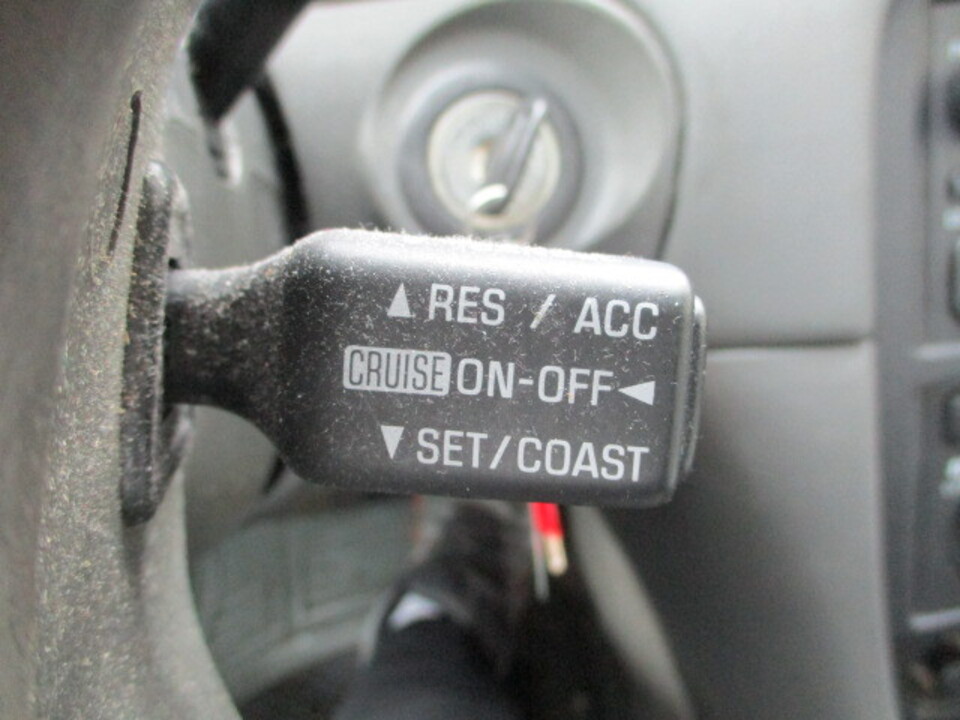 ▲ RES / ACC
CRUISE ON-OFF ◀
▼ SET/COAST